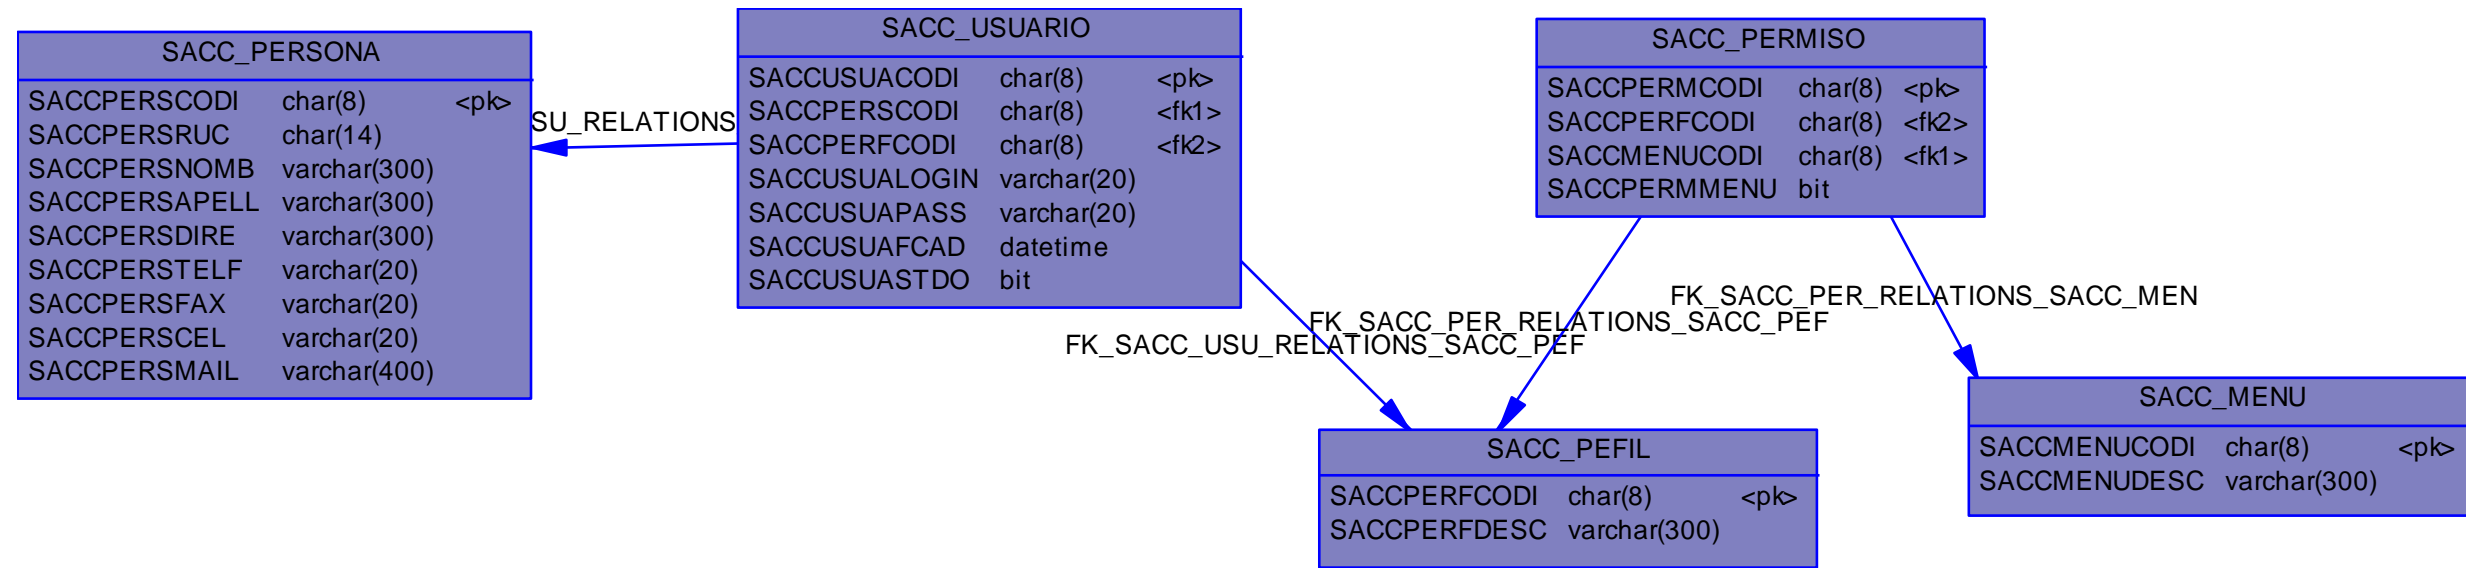 SACC_PERSONA
SACCPERSCODI char(8) <pk>
SACCPERSRUC char(14)
SACCPERSNOMB varchar(300)
SACCPERSAPELL varchar(300)
SACCPERSDIRE varchar(300)
SACCPERSTELF varchar(20)
SACCPERSFAX varchar(20)
SACCPERSCEL varchar(20)
SACCPERSMAIL varchar(400)
SU_RELATIONS
SACC_USUARIO
SACCUSUACODI char(8) <pk>
SACCPERSCODI char(8) <fk1>
SACCPERFCODI char(8) <fk2>
SACCUSUALOGIN varchar(20)
SACCUSUAPASS varchar(20)
SACCUSUAFCAD datetime
SACCUSUASTDO bit
SACC_PERMISO
SACCPERMCODI char(8) <pk>
SACCPERFCODI char(8) <fk2>
SACCMENUCODI char(8) <fk1>
SACCPERMMENU bit
FK_SACC_PER_RELATIONS_SACC_MEN
FK_SACC_PER_RELATIONS_SACC_PEF
FK_SACC_USU_RELATIONS_SACC_PEF
SACC_PEFIL
SACCPERFCODI char(8) <pk>
SACCPERFDESC varchar(300)
SACC_MENU
SACCMENUCODI char(8) <pk>
SACCMENUDESC varchar(300)